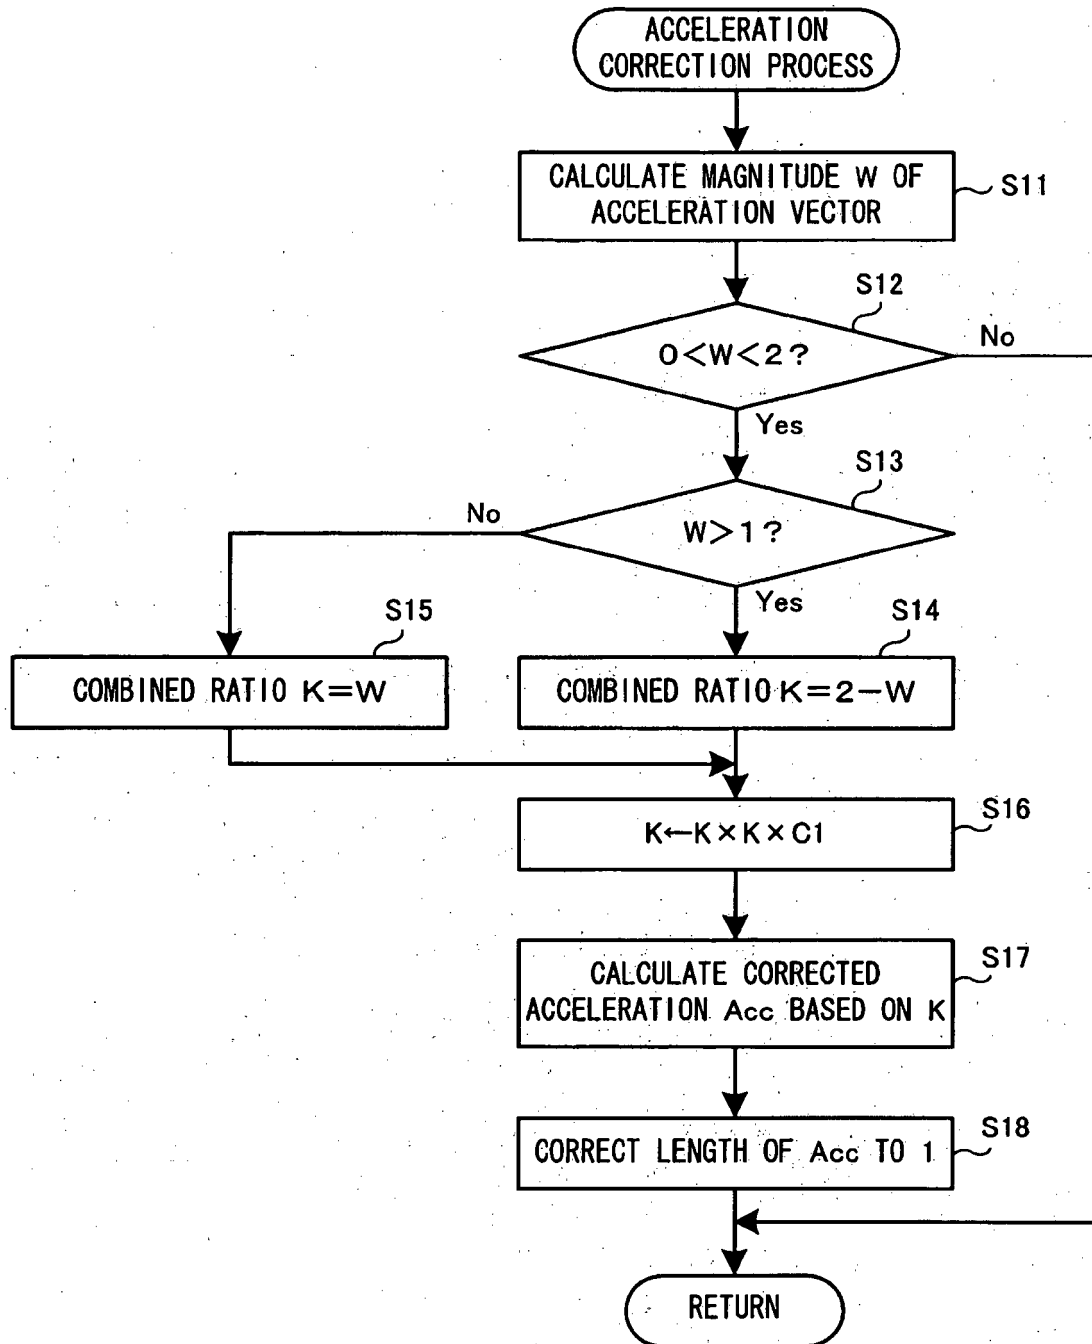 ACCELERATION
CORRECTION PROCESS
CALCULATE MAGNITUDE W OF
ACCELERATION VECTOR
S11
S12
0<W<2?
No
Yes
S13
W>1?
No
Yes
S15
COMBINED RATIO K=W
S14
COMBINED RATIO K=2-W
S16
K←K×K×C1
S17
CALCULATE CORRECTED
ACCELERATION Acc BASED ON K
S18
CORRECT LENGTH OF Acc TO 1
RETURN